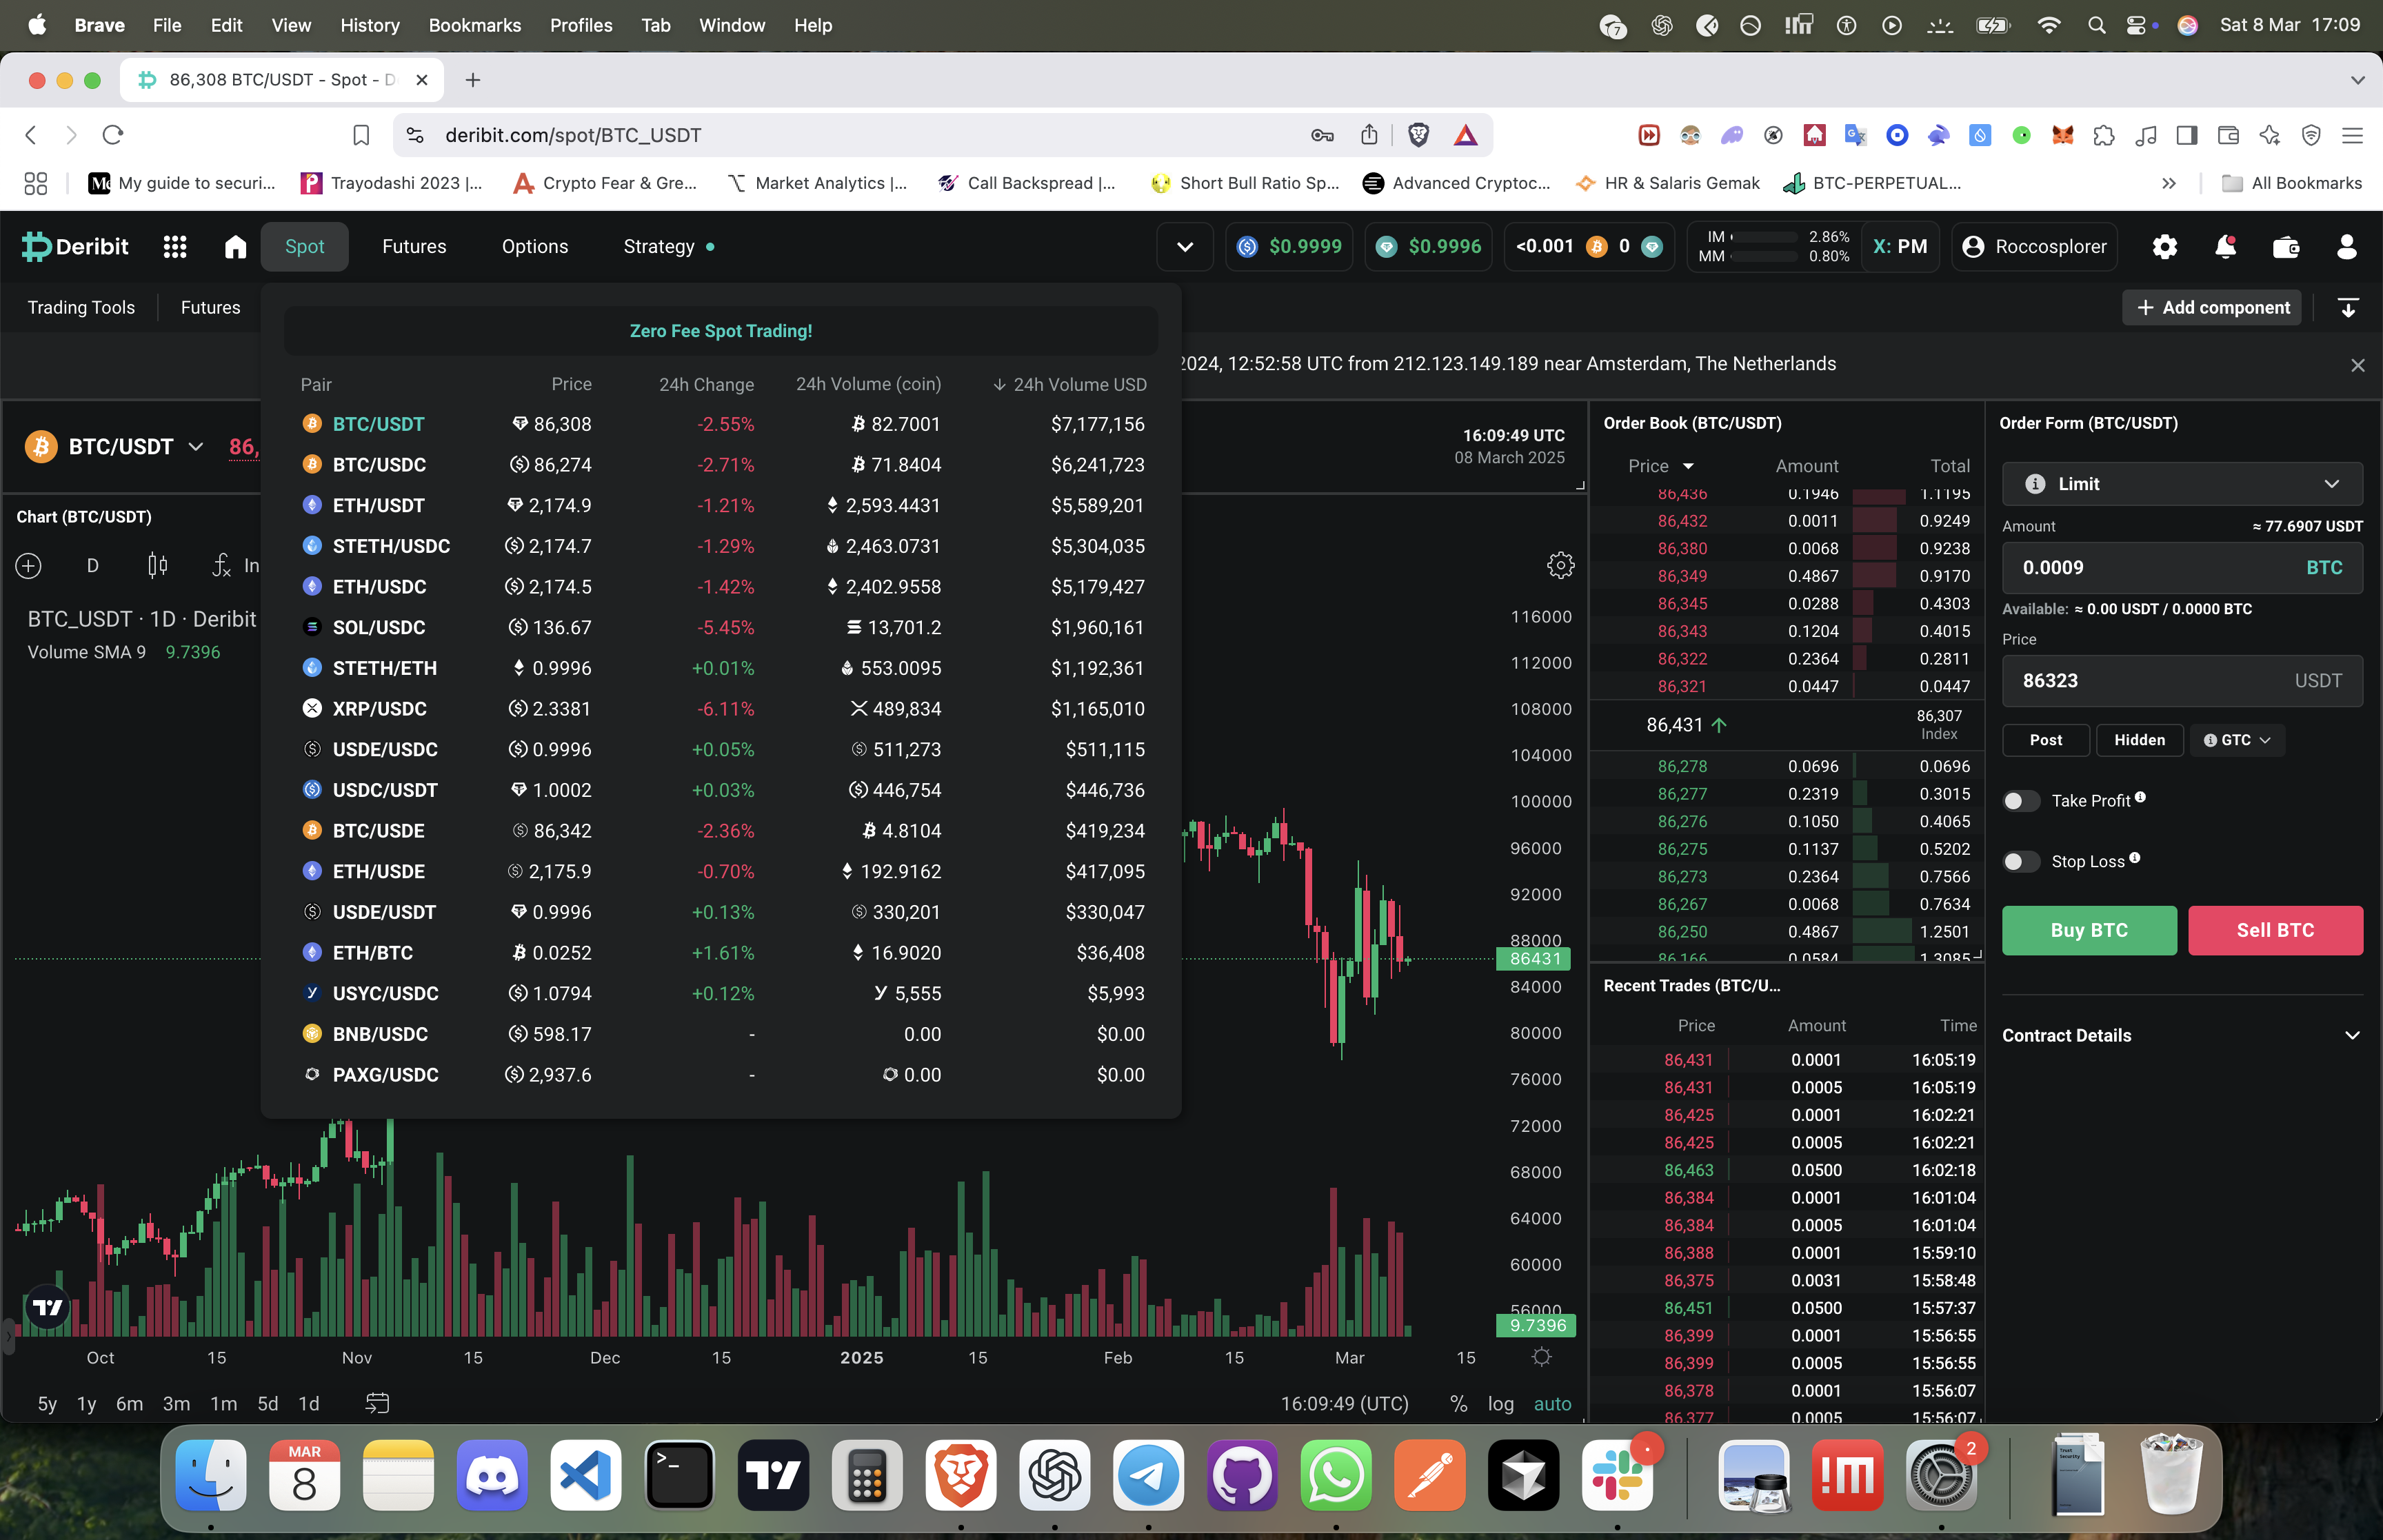 Brave File Edit View History Bookmarks Profiles Tab Window Help
7
Sat 8 Mar 17:09
86,308 BTC/USDT - Spot - D
deribit.com/spot/BTC_USDT
My guide to securi...
Trayodashi 2023 |...
Crypto Fear & Gre...
Market Analytics |...
Call Backspread |...
Short Bull Ratio Sp...
Advanced Cryptoc...
HR & Salaris Gemak
BTC-PERPETUAL...
All Bookmarks
Deribit
Spot Futures Options Strategy
$0.9999
$0.9996
<0.001 0
IM 2.86%
MM 0.80%
X: PM
Roccosplorer
Trading Tools Futures
Add component
Zero Fee Spot Trading!
2024, 12:52:58 UTC from 212.123.149.189 near Amsterdam, The Netherlands
Pair Price 24h Change 24h Volume (coin) 24h Volume USD
BTC/USDT 86,308 -2.55% 82.7001 $7,177,156
BTC/USDC 86,274 -2.71% 71.8404 $6,241,723
ETH/USDT 2,174.9 -1.21% 2,593.4431 $5,589,201
STETH/USDC 2,174.7 -1.29% 2,463.0731 $5,304,035
ETH/USDC 2,174.5 -1.42% 2,402.9558 $5,179,427
SOL/USDC 136.67 -5.45% 13,701.2 $1,960,161
STETH/ETH 0.9996 +0.01% 553.0095 $1,192,361
XRP/USDC 2.3381 -6.11% 489,834 $1,165,010
USDE/USDC 0.9996 +0.05% 511,273 $511,115
USDC/USDT 1.0002 +0.03% 446,754 $446,736
BTC/USDE 86,342 -2.36% 4.8104 $419,234
ETH/USDE 2,175.9 -0.70% 192.9162 $417,095
USDE/USDT 0.9996 +0.13% 330,201 $330,047
ETH/BTC 0.0252 +1.61% 16.9020 $36,408
USYC/USDC 1.0794 +0.12% 5,555 $5,993
BNB/USDC 598.17 - 0.00 $0.00
PAXG/USDC 2,937.6 - 0.00 $0.00
BTC/USDT 86,
16:09:49 UTC
08 March 2025
Chart (BTC/USDT)
D In
BTC_USDT · 1D · Deribit
Volume SMA 9 9.7396
116000
112000
108000
104000
100000
96000
92000
88000
86431
84000
80000
76000
72000
68000
64000
60000
56000
9.7396
Oct 15 Nov 15 Dec 15 2025 15 Feb 15 Mar 15
5y 1y 6m 3m 1m 5d 1d
16:09:49 (UTC) % log auto
Order Book (BTC/USDT)
Price Amount Total
86,436 0.1946 1.1195
86,432 0.0011 0.9249
86,380 0.0068 0.9238
86,349 0.4867 0.9170
86,345 0.0288 0.4303
86,343 0.1204 0.4015
86,322 0.2364 0.2811
86,321 0.0447 0.0447
86,431 86,307
Index
86,278 0.0696 0.0696
86,277 0.2319 0.3015
86,276 0.1050 0.4065
86,275 0.1137 0.5202
86,273 0.2364 0.7566
86,267 0.0068 0.7634
86,250 0.4867 1.2501
86,166 0.0584 1.3085
Recent Trades (BTC/U...
Price Amount Time
86,431 0.0001 16:05:19
86,431 0.0005 16:05:19
86,425 0.0001 16:02:21
86,425 0.0005 16:02:21
86,463 0.0500 16:02:18
86,384 0.0001 16:01:04
86,384 0.0005 16:01:04
86,388 0.0001 15:59:10
86,375 0.0031 15:58:48
86,451 0.0500 15:57:37
86,399 0.0001 15:56:55
86,399 0.0005 15:56:55
86,378 0.0001 15:56:07
86,377 0.0005 15:56:07
Order Form (BTC/USDT)
Limit
Amount ≈ 77.6907 USDT
0.0009 BTC
Available: ≈ 0.00 USDT / 0.0000 BTC
Price
86323 USDT
Post Hidden GTC
Take Profit
Stop Loss
Buy BTC Sell BTC
Contract Details
MAR
8
2